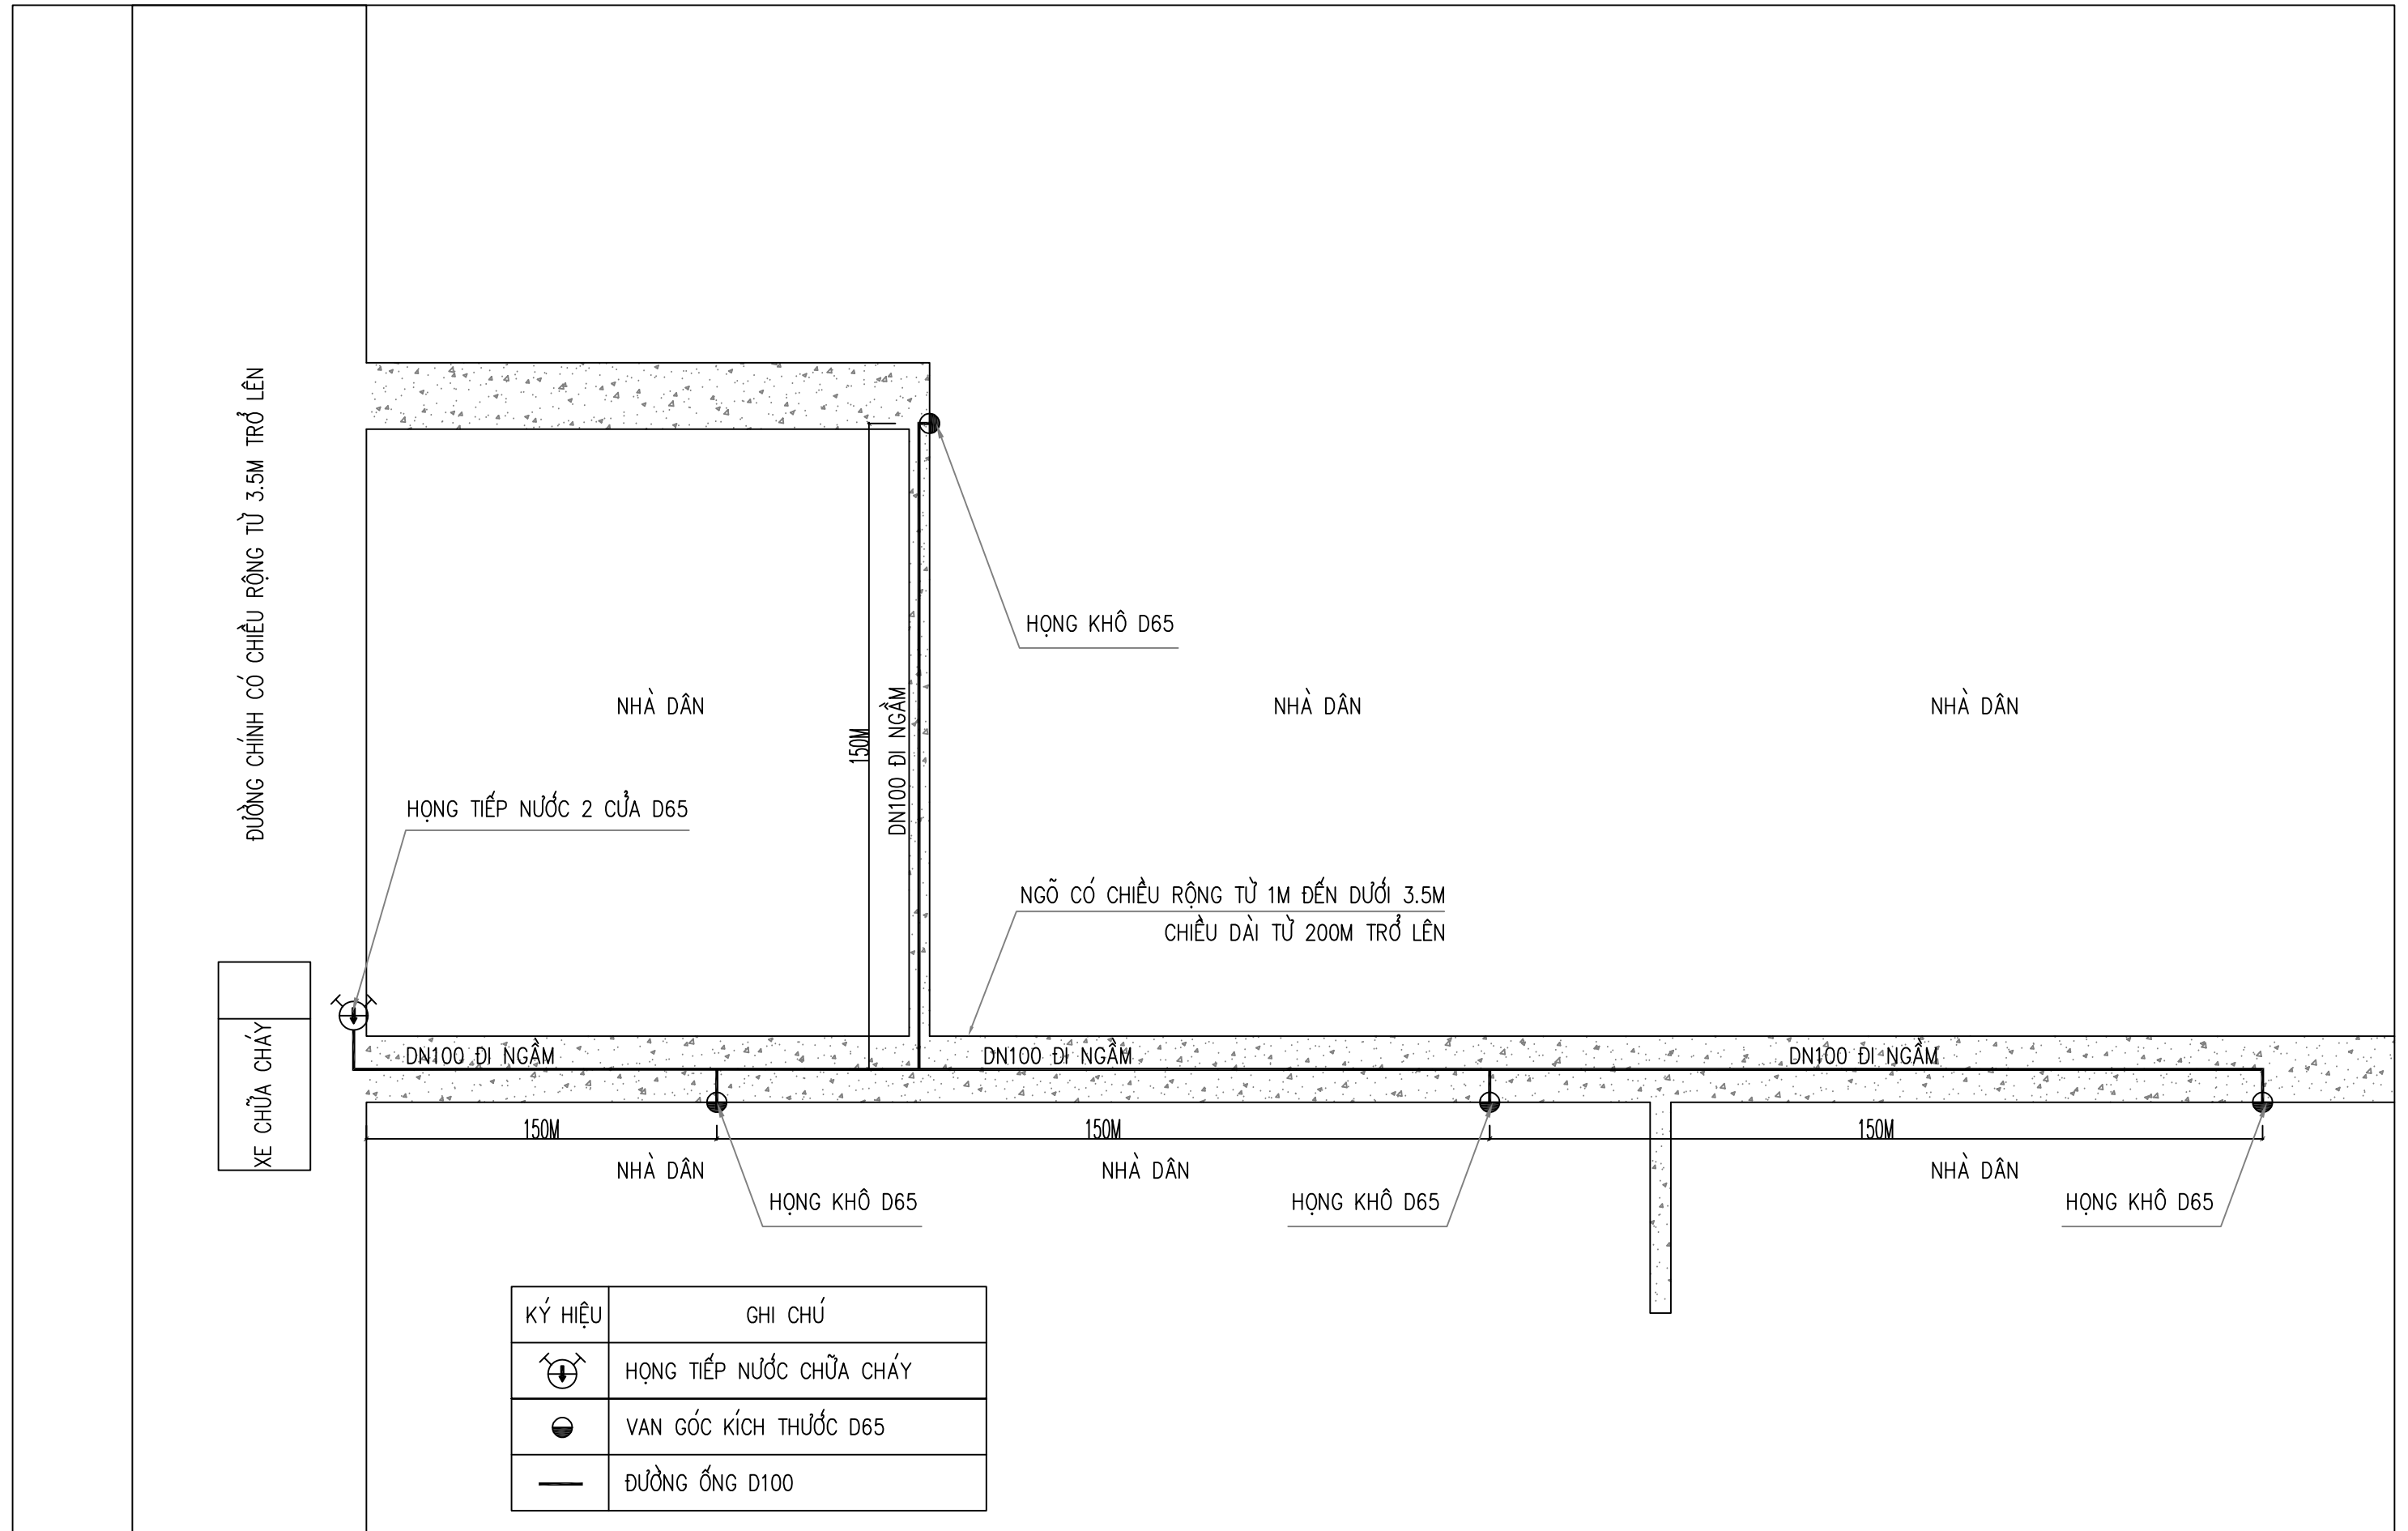 ĐƯỜNG CHÍNH CÓ CHIỀU RỘNG TỪ 3.5M TRỞ LÊN
HỌNG KHÔ D65
NHÀ DÂN
NHÀ DÂN
NHÀ DÂN
150M
DN100 ĐI NGẦM
HỌNG TIẾP NƯỚC 2 CỬA D65
NGÕ CÓ CHIỀU RỘNG TỪ 1M ĐẾN DƯỚI 3.5M
CHIỀU DÀI TỪ 200M TRỞ LÊN
XE CHỮA CHÁY
DN100 ĐI NGẦM
DN100 ĐI NGẦM
DN100 ĐI NGẦM
150M
150M
150M
NHÀ DÂN
NHÀ DÂN
NHÀ DÂN
HỌNG KHÔ D65
HỌNG KHÔ D65
HỌNG KHÔ D65
KÝ HIỆU
GHI CHÚ
HỌNG TIẾP NƯỚC CHỮA CHÁY
VAN GÓC KÍCH THƯỚC D65
ĐƯỜNG ỐNG D100